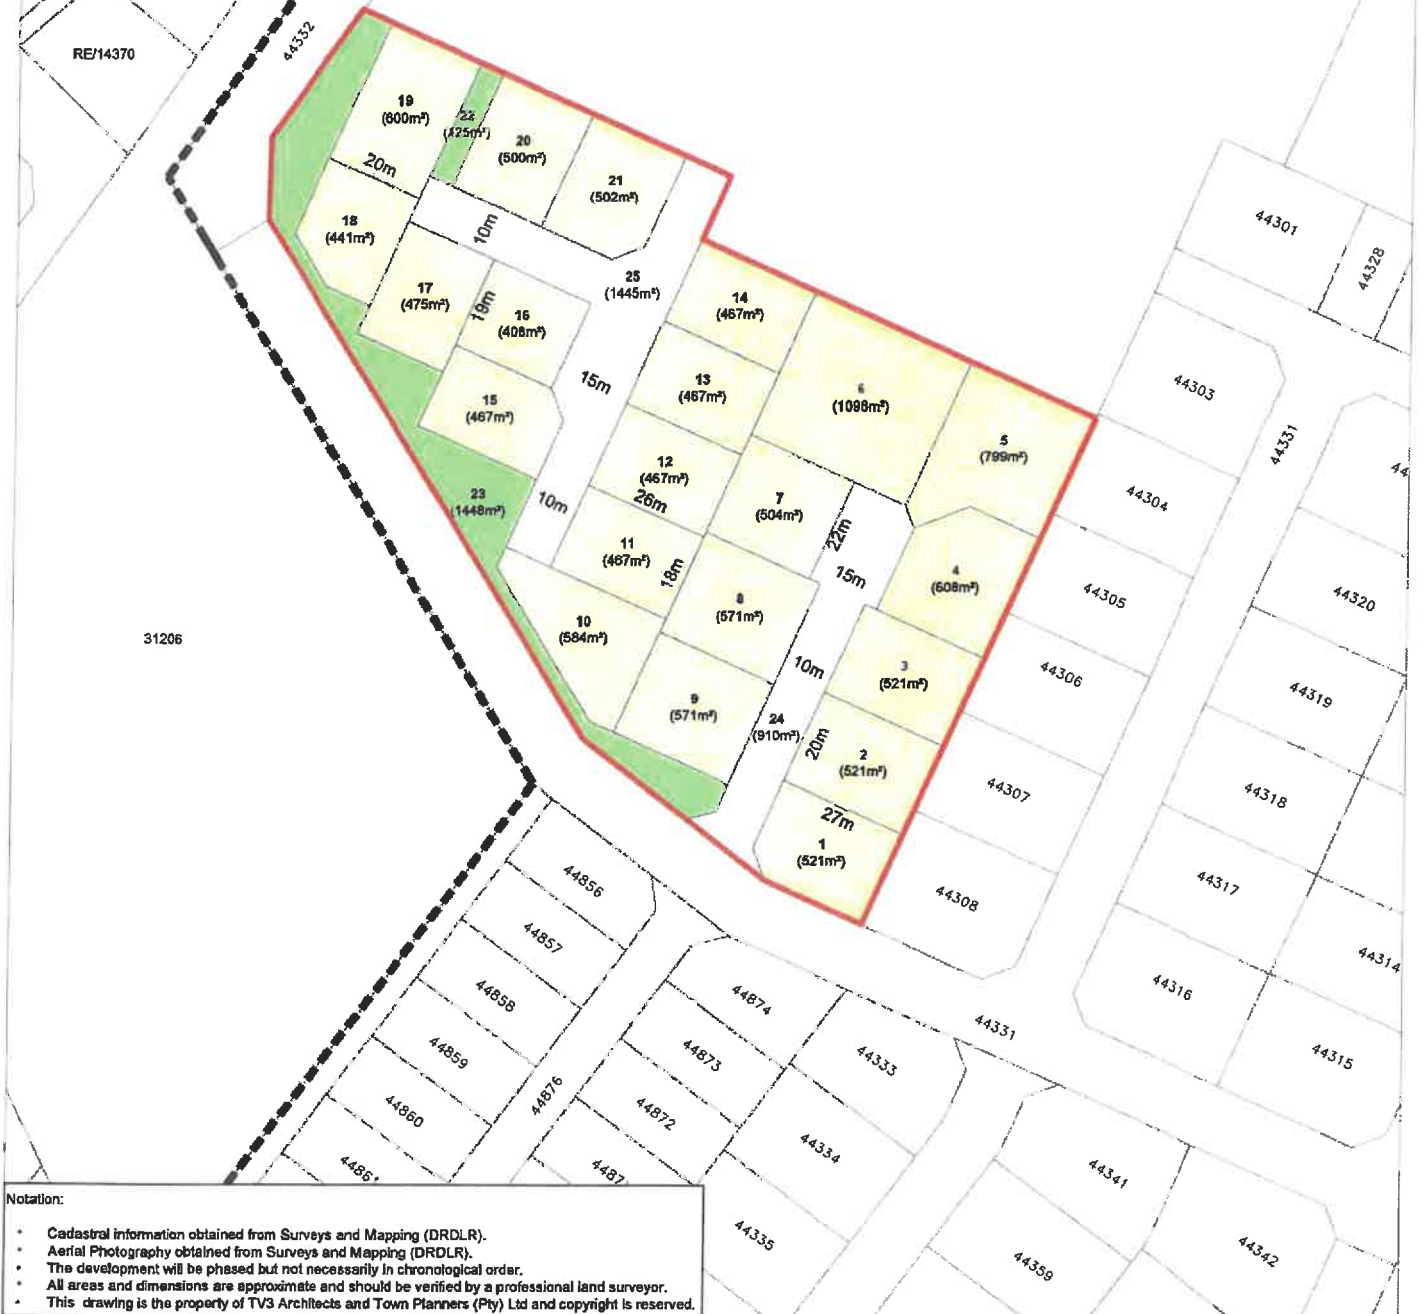 44332
RE/14370
19
(600m²)
22
(125m²)
20
(500m²)
20m
21
(502m²)
18
(441m²)
10m
25
(1445m²)
17
(475m²)
19m
16
(408m²)
14
(467m²)
15m
13
(467m²)
6
(1098m²)
15
(467m²)
5
(799m²)
12
(467m²)
26m
23
(1448m²)
10m
7
(504m²)
22m
11
(467m²)
18m
15m
4
(608m²)
8
(571m²)
10
(584m²)
10m
3
(521m²)
9
(571m²)
24
(910m²)
20m
2
(521m²)
27m
1
(521m²)
31206
44301
44328
44303
44331
44304
44305
44320
44306
44319
44307
44318
44317
44308
44314
44316
44331
44315
44856
44857
44858
44859
44860
44876
44874
44873
44872
44333
44334
44335
44341
44342
44359
Notation:
• Cadastral information obtained from Surveys and Mapping (DRDLR).
• Aerial Photography obtained from Surveys and Mapping (DRDLR).
• The development will be phased but not necessarily in chronological order.
• All areas and dimensions are approximate and should be verified by a professional land surveyor.
• This drawing is the property of TV3 Architects and Town Planners (Pty) Ltd and copyright is reserved.